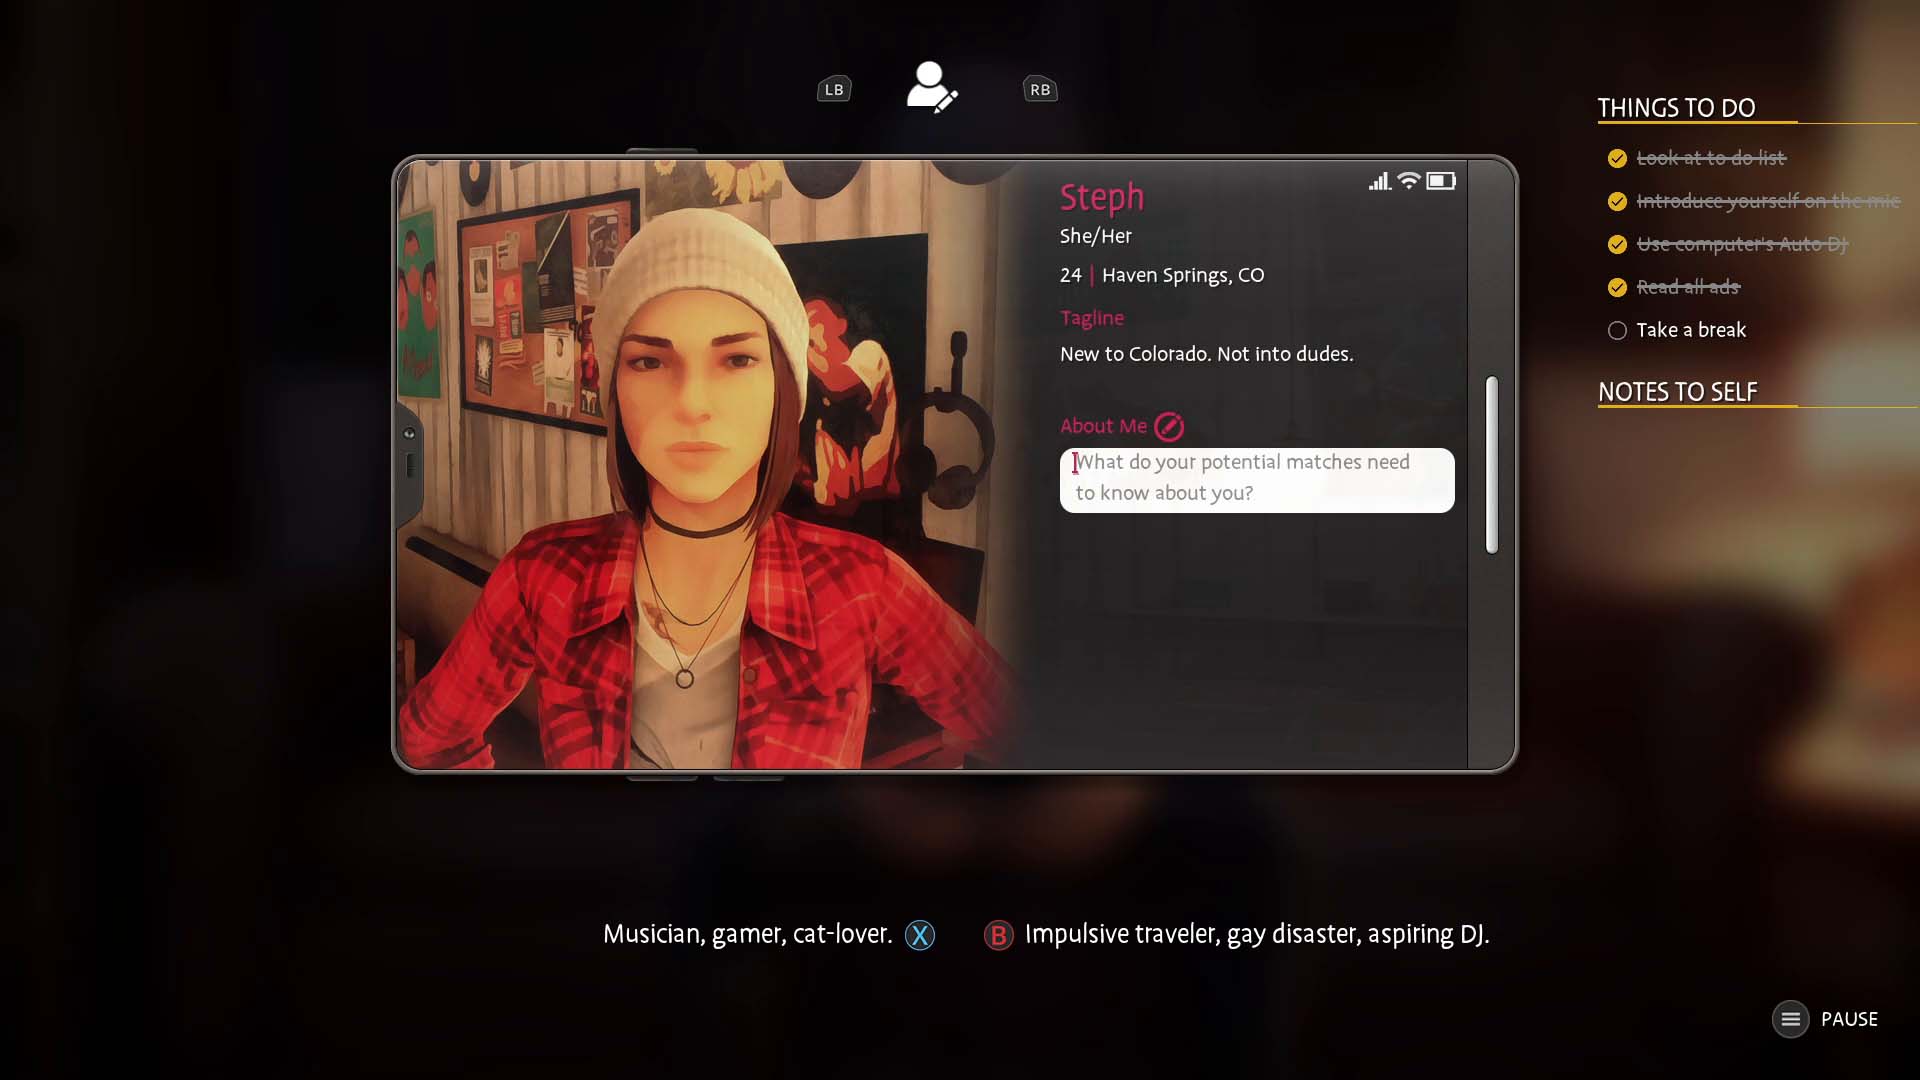 LB
RB
THINGS TO DO
Look at to do list
Introduce yourself on the mic
Use computer's Auto DJ
Read all ads
Take a break
NOTES TO SELF
Steph
She/Her
24 | Haven Springs, CO
Tagline
New to Colorado. Not into dudes.
About Me
What do your potential matches need
to know about you?
Musician, gamer, cat-lover. X
B Impulsive traveler, gay disaster, aspiring DJ.
PAUSE